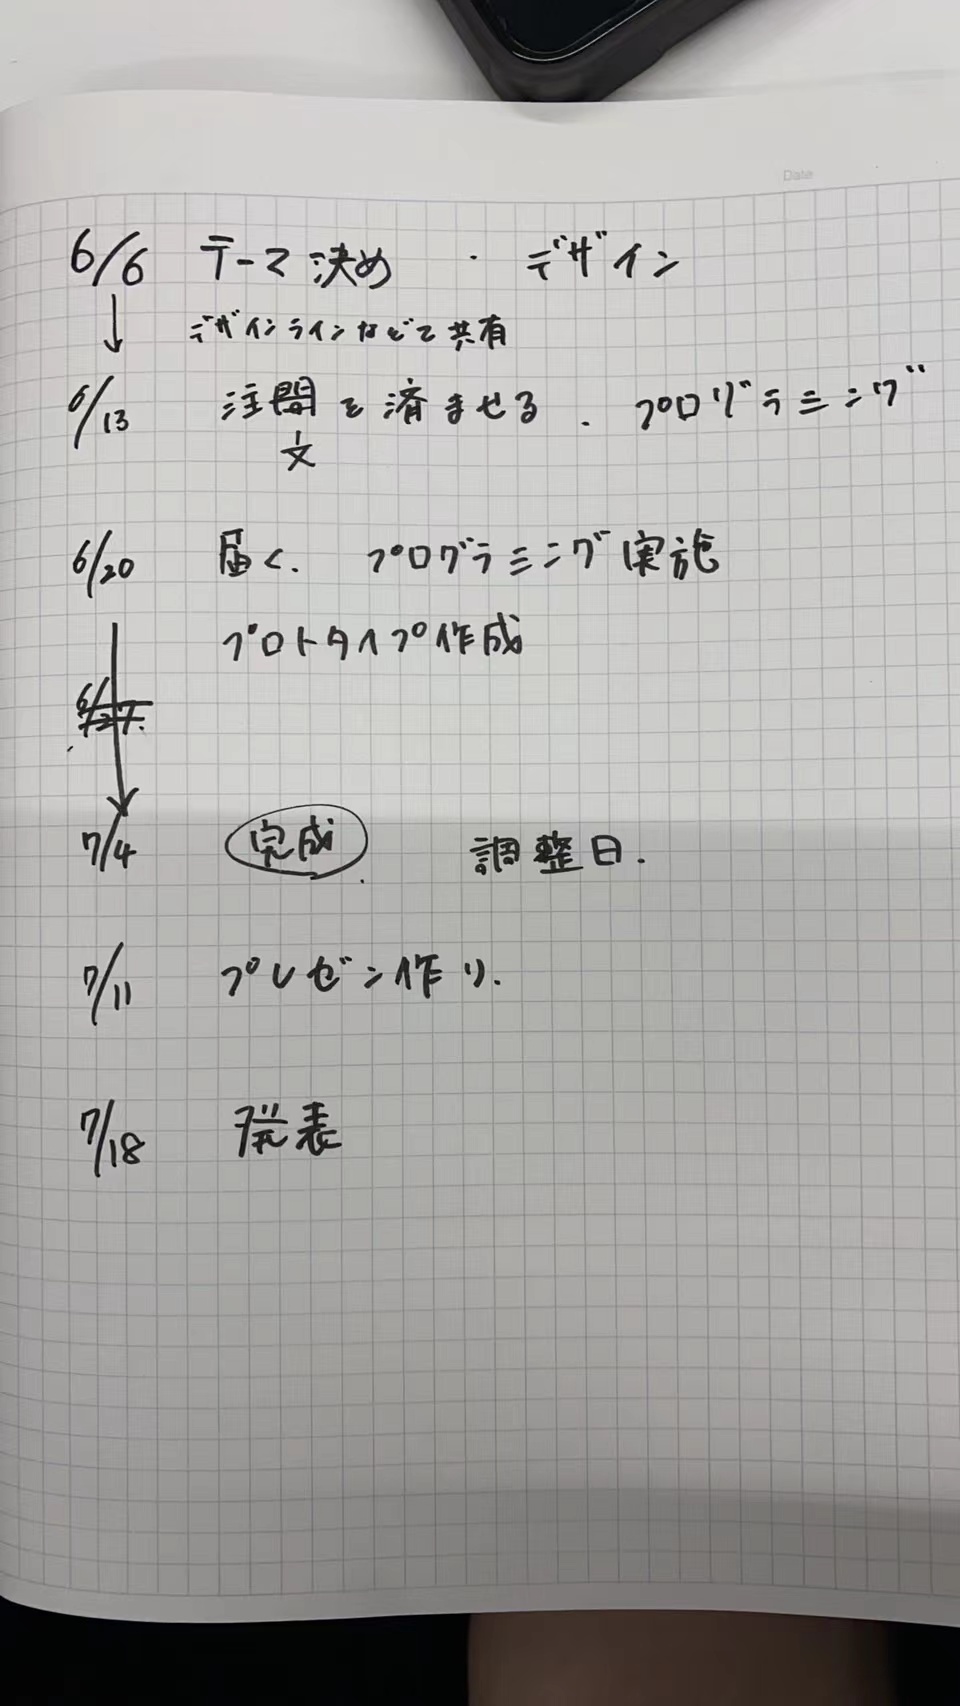 Date
6/6 テーマ決め ・ デザイン
↓ デザインラインなどで共有
6/13 注間を済ませる . プログラミング
文
6/20 届く. プログラミング実施
プロトタイプ作成
6/27
7/4 完成. 調整日.
7/11 プレゼン作り.
7/18 発表